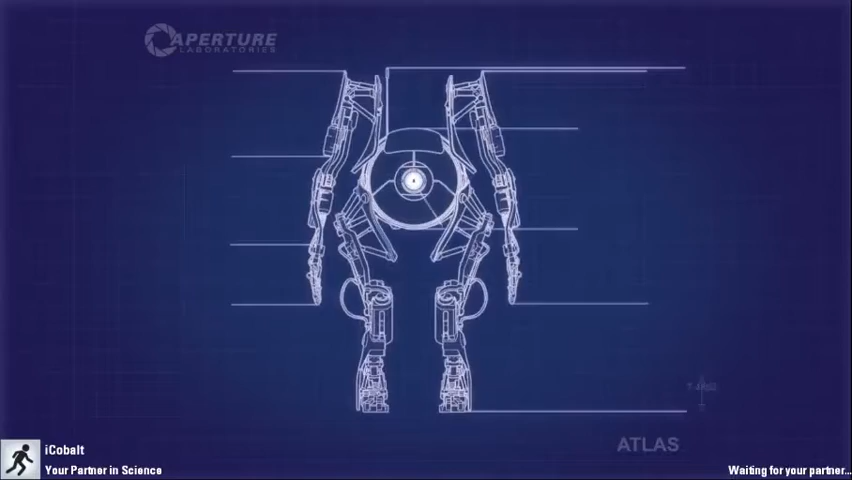 APERTURE
LABORATORIES
ATLAS
iCobalt
Your Partner in Science
Waiting for your partner...